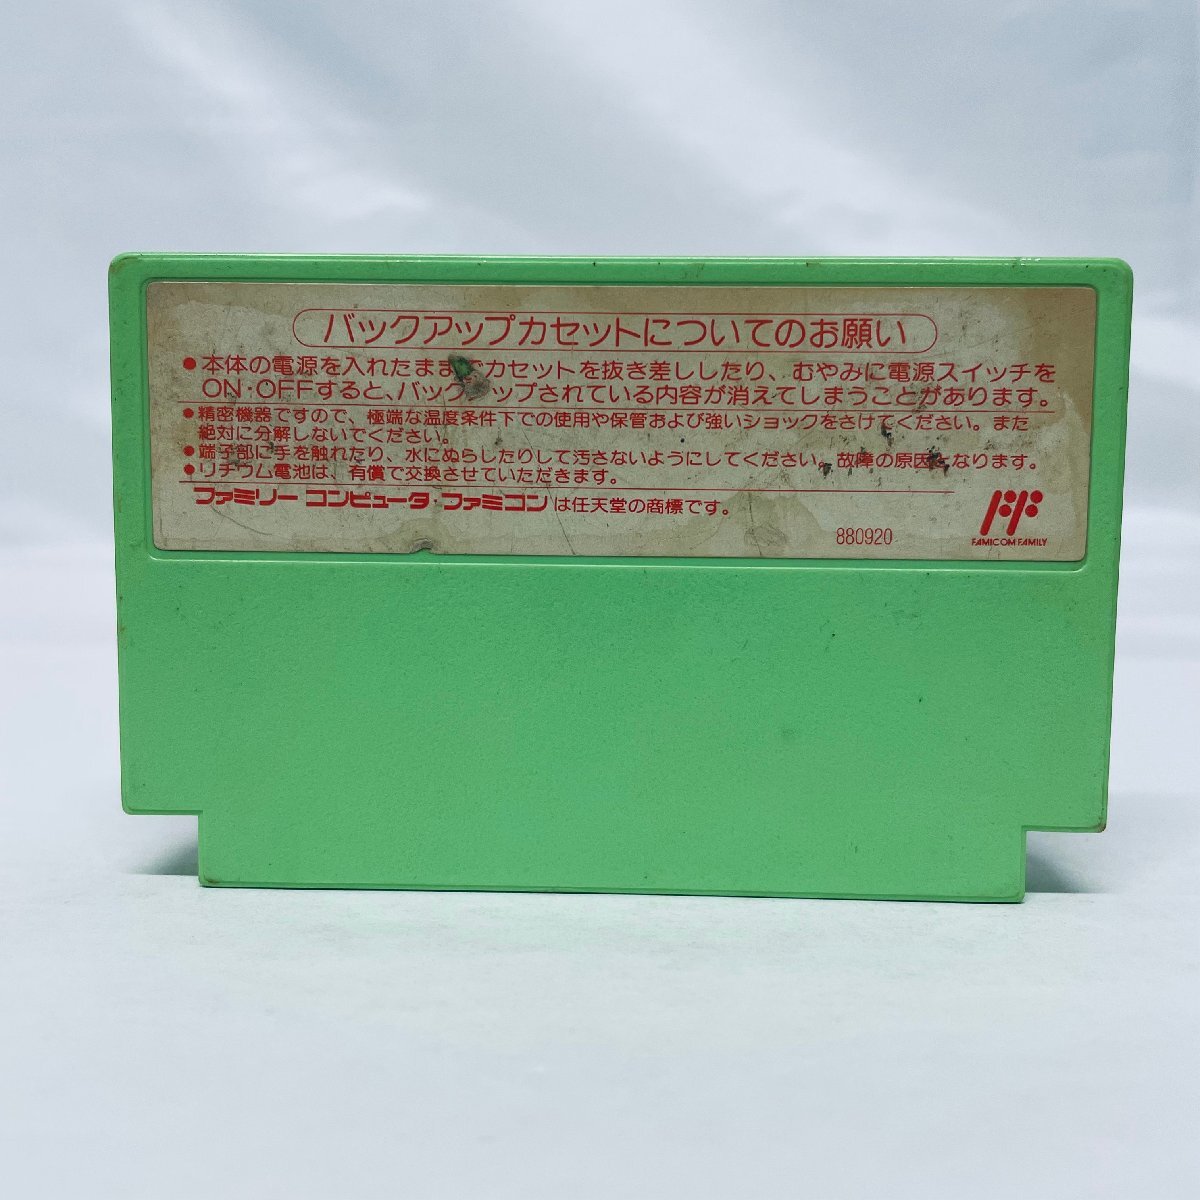 バックアップカセットについてのお願い
●本体の電源を入れたまま カセットを抜き差ししたり、むやみに電源スイッチを
ON・OFFすると、バック ップされている内容が消えてしまうことがあります。
●精密機器ですので、極端な温度条件下での使用や保管および強いショックをさけてください。また
絶対に分解しないでください。
●端子部に手を触れたり、水にぬらしたりして汚さないようにしてください。故障の原因となります。
●リチウム電池は、有償で交換させていただきます。
ファミリーコンピュータ・ファミコンは任天堂の商標です。
880920
FAMICOM FAMILY